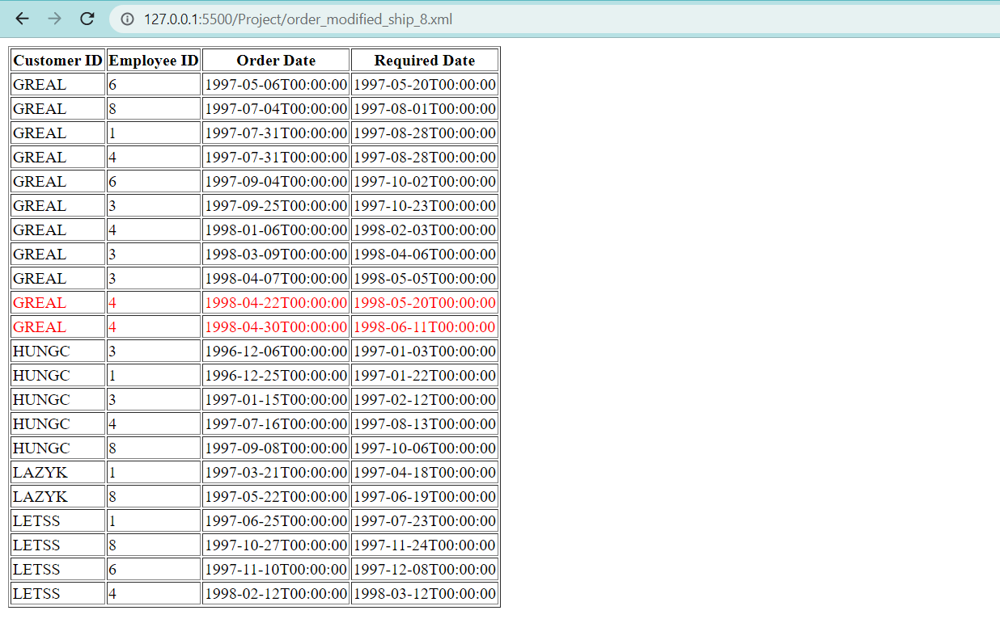 127.0.0.1:5500/Project/order_modified_ship_8.xml
Customer ID Employee ID Order Date Required Date
GREAL 6 1997-05-06T00:00:00 1997-05-20T00:00:00
GREAL 8 1997-07-04T00:00:00 1997-08-01T00:00:00
GREAL 1 1997-07-31T00:00:00 1997-08-28T00:00:00
GREAL 4 1997-07-31T00:00:00 1997-08-28T00:00:00
GREAL 6 1997-09-04T00:00:00 1997-10-02T00:00:00
GREAL 3 1997-09-25T00:00:00 1997-10-23T00:00:00
GREAL 4 1998-01-06T00:00:00 1998-02-03T00:00:00
GREAL 3 1998-03-09T00:00:00 1998-04-06T00:00:00
GREAL 3 1998-04-07T00:00:00 1998-05-05T00:00:00
GREAL 4 1998-04-22T00:00:00 1998-05-20T00:00:00
GREAL 4 1998-04-30T00:00:00 1998-06-11T00:00:00
HUNGC 3 1996-12-06T00:00:00 1997-01-03T00:00:00
HUNGC 1 1996-12-25T00:00:00 1997-01-22T00:00:00
HUNGC 3 1997-01-15T00:00:00 1997-02-12T00:00:00
HUNGC 4 1997-07-16T00:00:00 1997-08-13T00:00:00
HUNGC 8 1997-09-08T00:00:00 1997-10-06T00:00:00
LAZYK 1 1997-03-21T00:00:00 1997-04-18T00:00:00
LAZYK 8 1997-05-22T00:00:00 1997-06-19T00:00:00
LETSS 1 1997-06-25T00:00:00 1997-07-23T00:00:00
LETSS 8 1997-10-27T00:00:00 1997-11-24T00:00:00
LETSS 6 1997-11-10T00:00:00 1997-12-08T00:00:00
LETSS 4 1998-02-12T00:00:00 1998-03-12T00:00:00